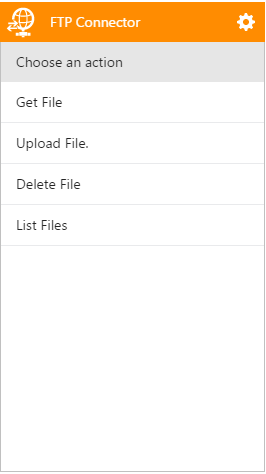 FTP Connector
Choose an action
Get File
Upload File.
Delete File
List Files